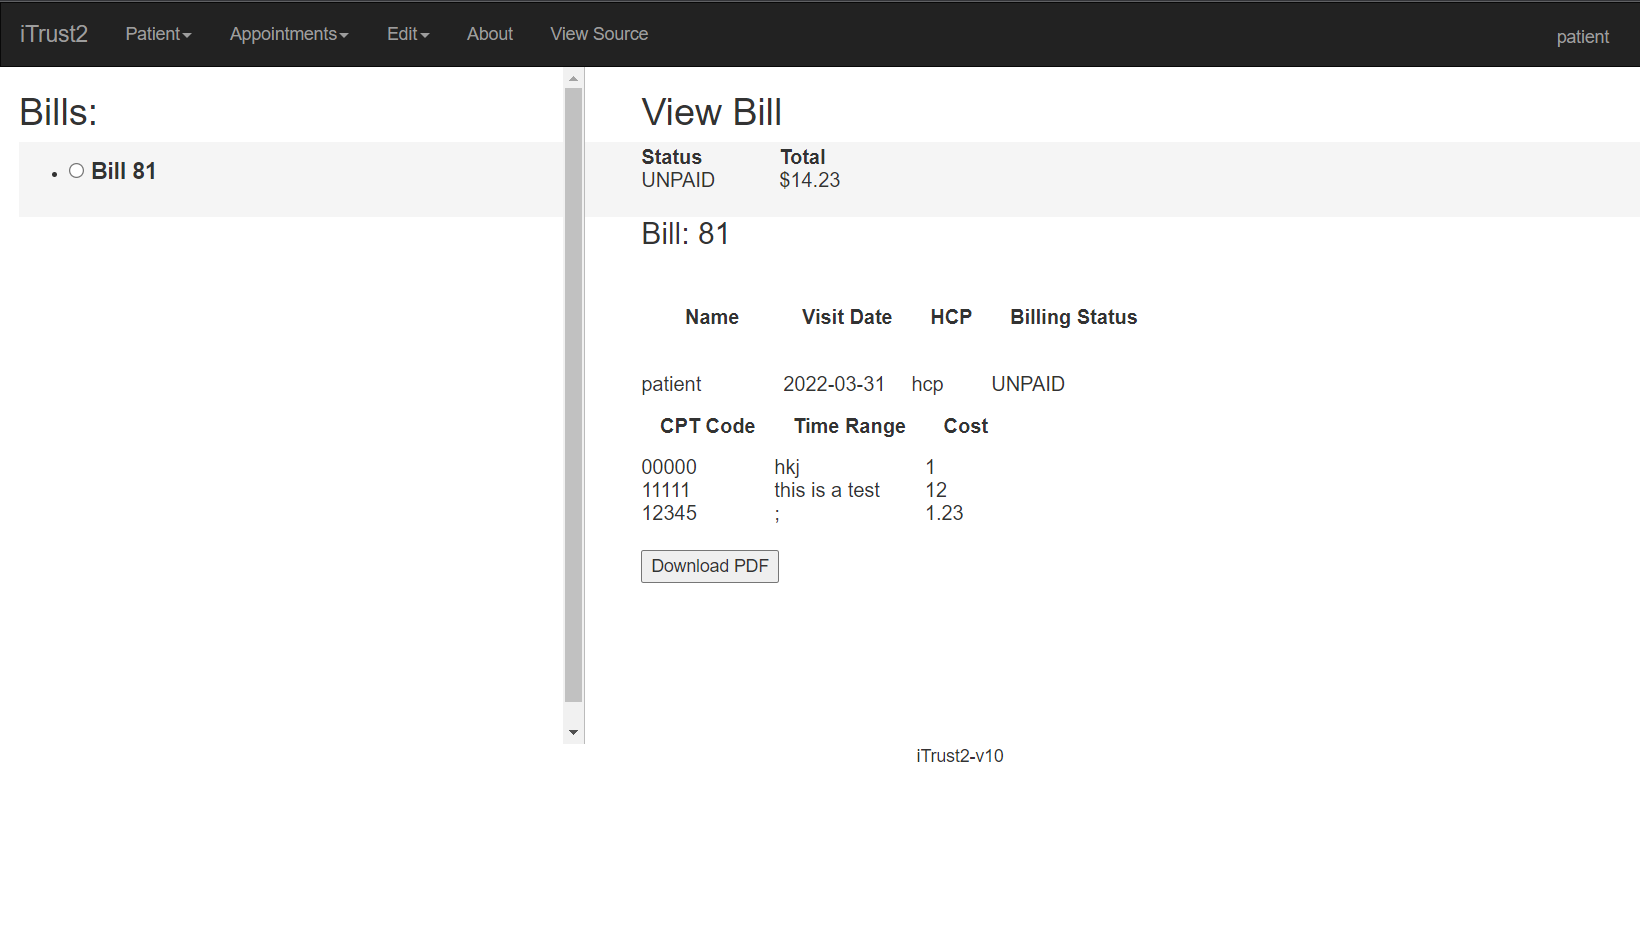 iTrust2 Patient Appointments Edit About View Source patient
Bills:
Bill 81
View Bill
Status Total
UNPAID $14.23
Bill: 81
Name Visit Date HCP Billing Status
patient 2022-03-31 hcp UNPAID
CPT Code Time Range Cost
00000 hkj 1
11111 this is a test 12
12345 ; 1.23
Download PDF
iTrust2-v10